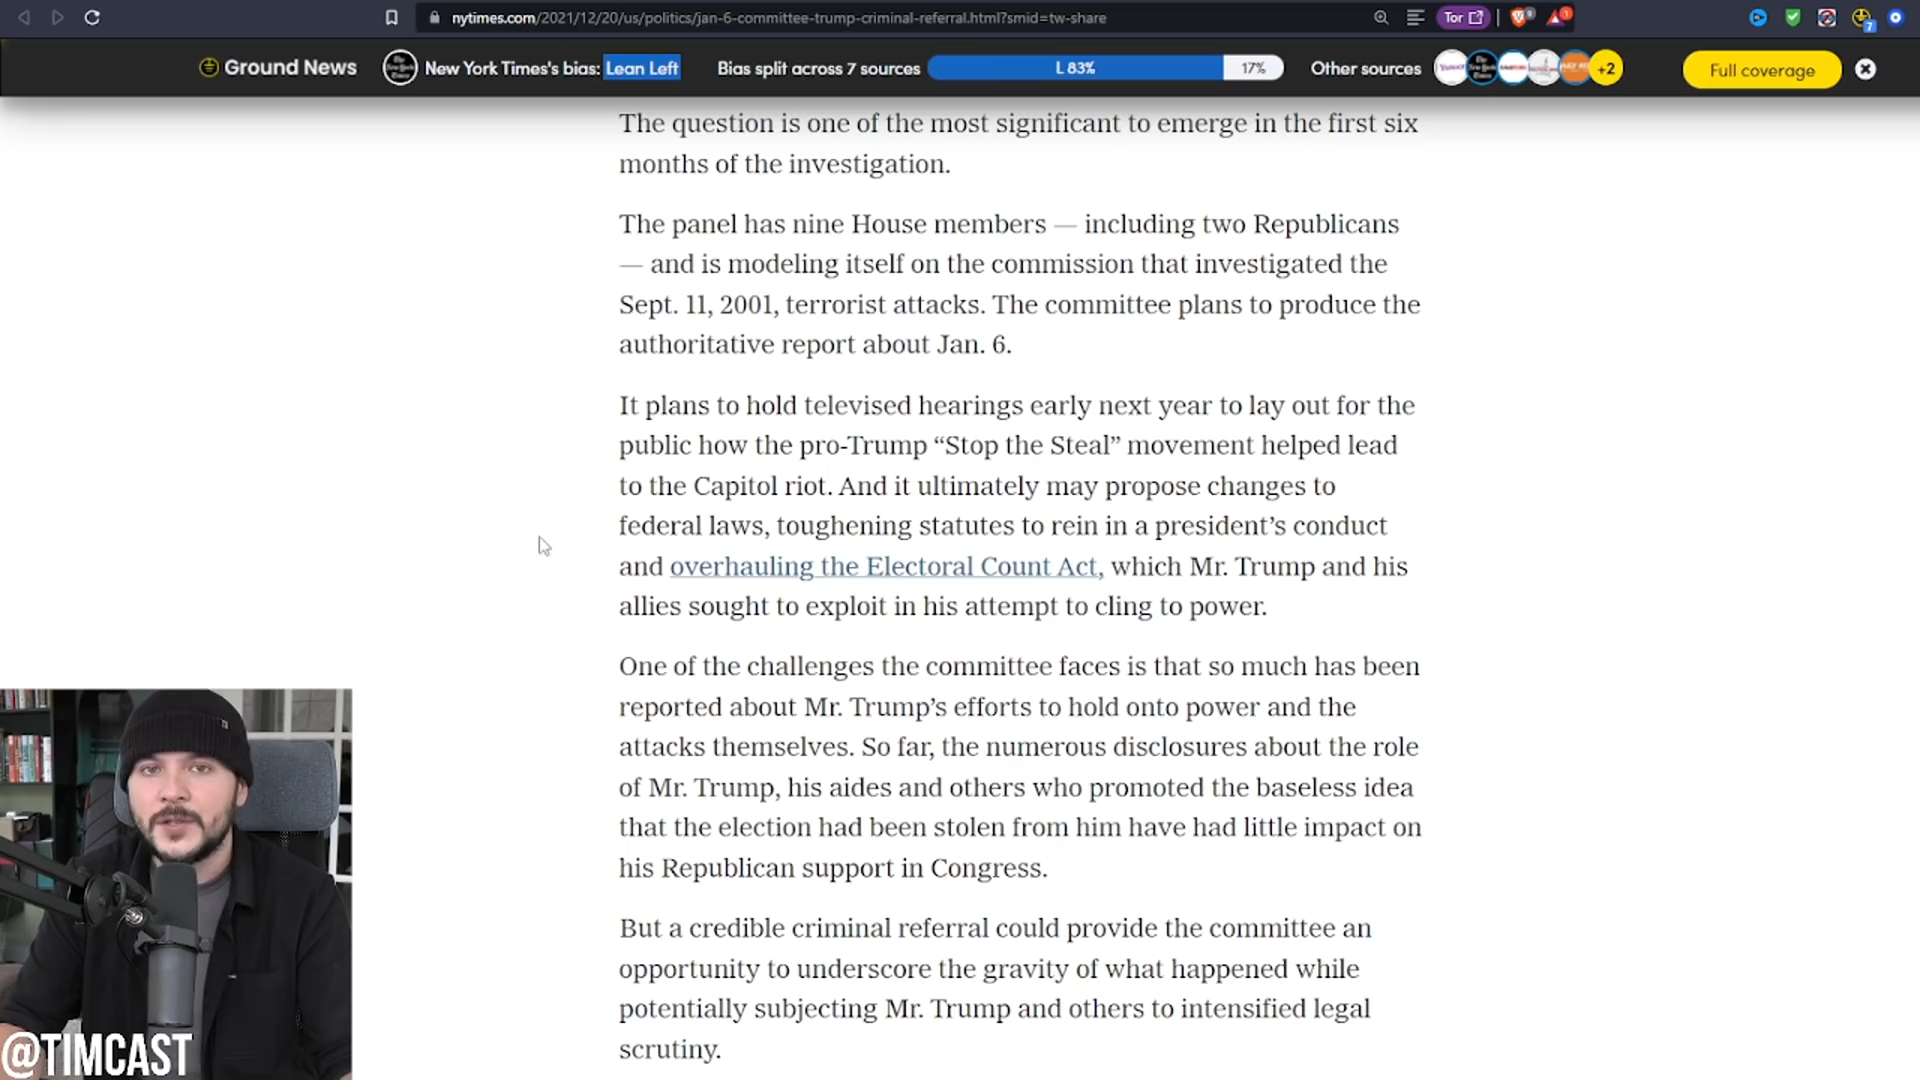 nytimes.com/2021/12/20/us/politics/jan-6-committee-trump-criminal-referral.html?smid=tw-share
Tor
9
1
7
Ground News
New York Times's bias: Lean Left
Bias split across 7 sources
L 83%
17%
Other sources
+2
Full coverage
The question is one of the most significant to emerge in the first six
months of the investigation.
The panel has nine House members — including two Republicans
— and is modeling itself on the commission that investigated the
Sept. 11, 2001, terrorist attacks. The committee plans to produce the
authoritative report about Jan. 6.
It plans to hold televised hearings early next year to lay out for the
public how the pro-Trump “Stop the Steal” movement helped lead
to the Capitol riot. And it ultimately may propose changes to
federal laws, toughening statutes to rein in a president’s conduct
and overhauling the Electoral Count Act, which Mr. Trump and his
allies sought to exploit in his attempt to cling to power.
One of the challenges the committee faces is that so much has been
reported about Mr. Trump’s efforts to hold onto power and the
attacks themselves. So far, the numerous disclosures about the role
of Mr. Trump, his aides and others who promoted the baseless idea
that the election had been stolen from him have had little impact on
his Republican support in Congress.
But a credible criminal referral could provide the committee an
opportunity to underscore the gravity of what happened while
potentially subjecting Mr. Trump and others to intensified legal
scrutiny.
@TIMCAST